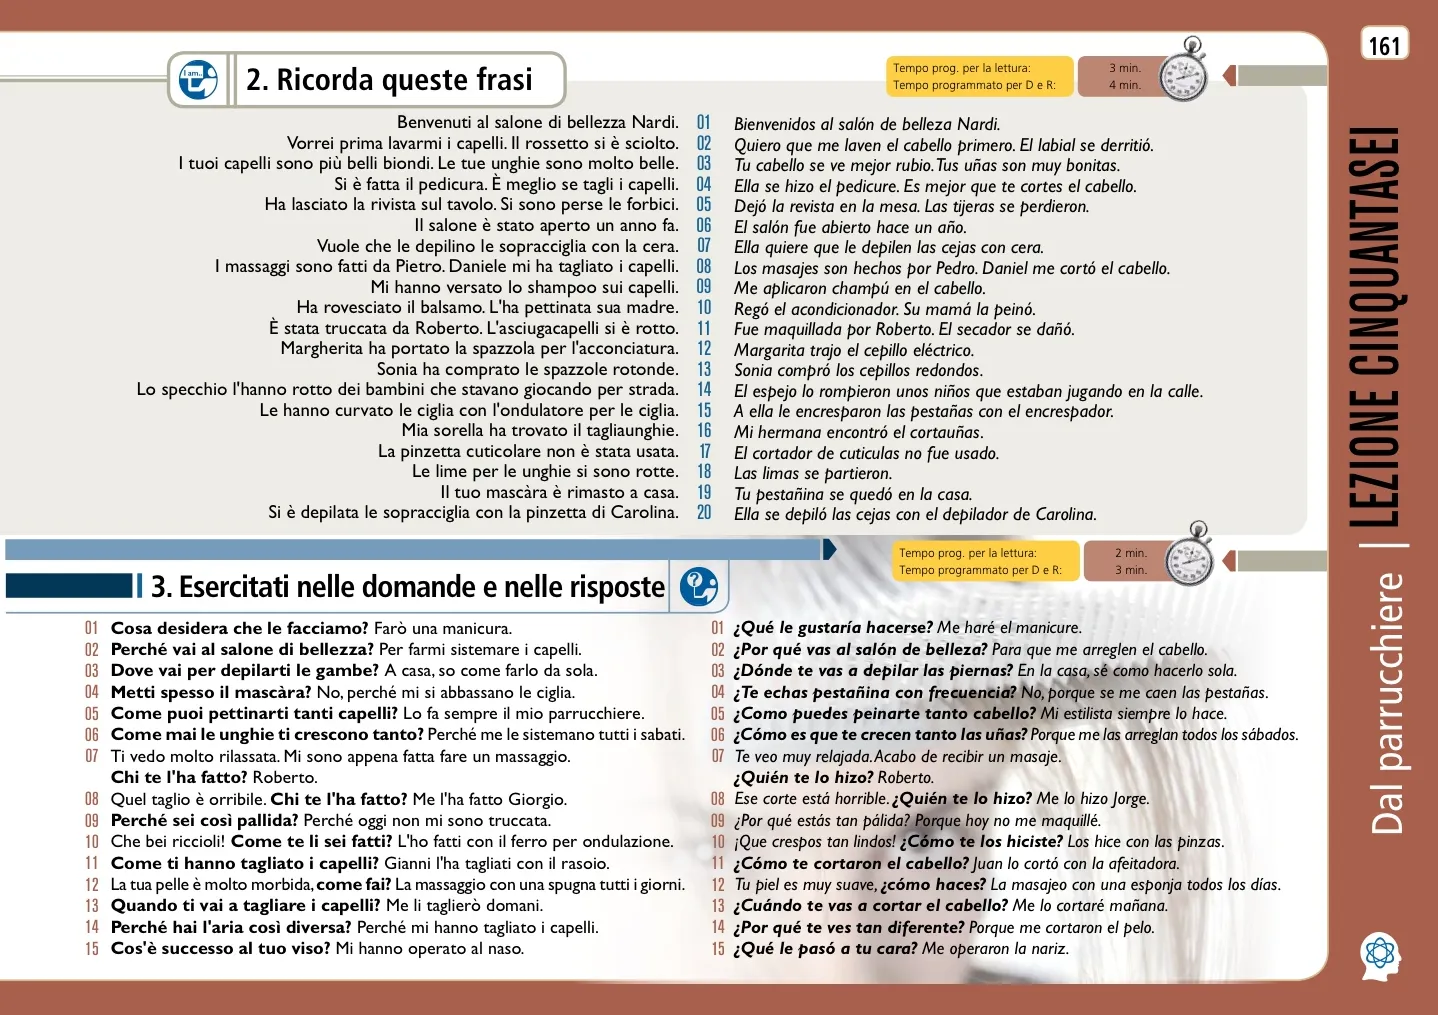 161
I am...
2. Ricorda queste frasi
Tempo prog. per la lettura: 3 min.
Tempo programmato per D e R: 4 min.
Benvenuti al salone di bellezza Nardi. 01 Bienvenidos al salón de belleza Nardi.
Vorrei prima lavarmi i capelli. Il rossetto si è sciolto. 02 Quiero que me laven el cabello primero. El labial se derritió.
I tuoi capelli sono più belli biondi. Le tue unghie sono molto belle. 03 Tu cabello se ve mejor rubio. Tus uñas son muy bonitas.
Si è fatta il pedicura. È meglio se tagli i capelli. 04 Ella se hizo el pedicure. Es mejor que te cortes el cabello.
Ha lasciato la rivista sul tavolo. Si sono perse le forbici. 05 Dejó la revista en la mesa. Las tijeras se perdieron.
Il salone è stato aperto un anno fa. 06 El salón fue abierto hace un año.
Vuole che le depilino le sopracciglia con la cera. 07 Ella quiere que le depilen las cejas con cera.
I massaggi sono fatti da Pietro. Daniele mi ha tagliato i capelli. 08 Los masajes son hechos por Pedro. Daniel me cortó el cabello.
Mi hanno versato lo shampoo sui capelli. 09 Me aplicaron champú en el cabello.
Ha rovesciato il balsamo. L'ha pettinata sua madre. 10 Regó el acondicionador. Su mamá la peinó.
È stata truccata da Roberto. L'asciugacapelli si è rotto. 11 Fue maquillada por Roberto. El secador se dañó.
Margherita ha portato la spazzola per l'acconciatura. 12 Margarita trajo el cepillo eléctrico.
Sonia ha comprato le spazzole rotonde. 13 Sonia compró los cepillos redondos.
Lo specchio l'hanno rotto dei bambini che stavano giocando per strada. 14 El espejo lo rompieron unos niños que estaban jugando en la calle.
Le hanno curvato le ciglia con l'ondulatore per le ciglia. 15 A ella le encresparon las pestañas con el encrespador.
Mia sorella ha trovato il tagliaunghie. 16 Mi hermana encontró el cortauñas.
La pinzetta cuticolare non è stata usata. 17 El cortador de cuticulas no fue usado.
Le lime per le unghie si sono rotte. 18 Las limas se partieron.
Il tuo mascàra è rimasto a casa. 19 Tu pestañina se quedó en la casa.
Si è depilata le sopracciglia con la pinzetta di Carolina. 20 Ella se depiló las cejas con el depilador de Carolina.
3. Esercitati nelle domande e nelle risposte
Tempo prog. per la lettura: 2 min.
Tempo programmato per D e R: 3 min.
01 Cosa desidera che le facciamo? Farò una manicura.
02 Perché vai al salone di bellezza? Per farmi sistemare i capelli.
03 Dove vai per depilarti le gambe? A casa, so come farlo da sola.
04 Metti spesso il mascàra? No, perché mi si abbassano le ciglia.
05 Come puoi pettinarti tanti capelli? Lo fa sempre il mio parrucchiere.
06 Come mai le unghie ti crescono tanto? Perché me le sistemano tutti i sabati.
07 Ti vedo molto rilassata. Mi sono appena fatta fare un massaggio.
Chi te l'ha fatto? Roberto.
08 Quel taglio è orribile. Chi te l'ha fatto? Me l'ha fatto Giorgio.
09 Perché sei così pallida? Perché oggi non mi sono truccata.
10 Che bei riccioli! Come te li sei fatti? L'ho fatti con il ferro per ondulazione.
11 Come ti hanno tagliato i capelli? Gianni l'ha tagliati con il rasoio.
12 La tua pelle è molto morbida, come fai? La massaggio con una spugna tutti i giorni.
13 Quando ti vai a tagliare i capelli? Me li taglierò domani.
14 Perché hai l'aria così diversa? Perché mi hanno tagliato i capelli.
15 Cos'è successo al tuo viso? Mi hanno operato al naso.
01 ¿Qué le gustaría hacerse? Me haré el manicure.
02 ¿Por qué vas al salón de belleza? Para que me arreglen el cabello.
03 ¿Dónde te vas a depilar las piernas? En la casa, sé como hacerlo sola.
04 ¿Te echas pestañina con frecuencia? No, porque se me caen las pestañas.
05 ¿Como puedes peinarte tanto cabello? Mi estilista siempre lo hace.
06 ¿Cómo es que te crecen tanto las uñas? Porque me las arreglan todos los sábados.
07 Te veo muy relajada. Acabo de recibir un masaje.
¿Quién te lo hizo? Roberto.
08 Ese corte está horrible. ¿Quién te lo hizo? Me lo hizo Jorge.
09 ¿Por qué estás tan pálida? Porque hoy no me maquillé.
10 ¡Que crespos tan lindos! ¿Cómo te los hiciste? Los hice con las pinzas.
11 ¿Cómo te cortaron el cabello? Juan lo cortó con la afeitadora.
12 Tu piel es muy suave, ¿cómo haces? La masajeo con una esponja todos los días.
13 ¿Cuándo te vas a cortar el cabello? Me lo cortaré mañana.
14 ¿Por qué te ves tan diferente? Porque me cortaron el pelo.
15 ¿Qué le pasó a tu cara? Me operaron la nariz.
Dal parrucchiere | LEZIONE CINQUANTASEI